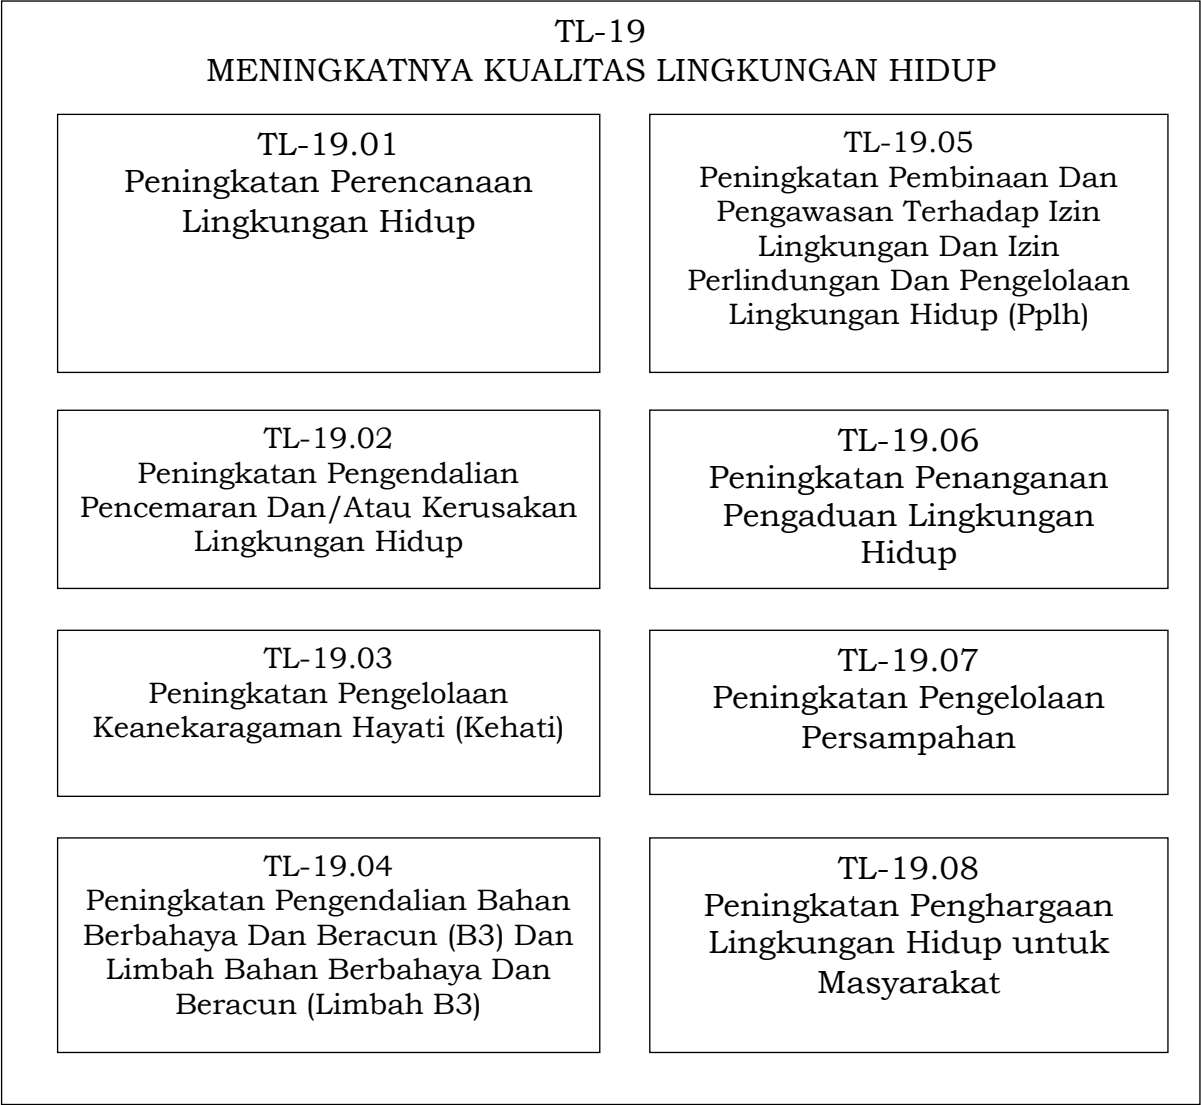 TL-19
MENINGKATNYA KUALITAS LINGKUNGAN HIDUP
TL-19.01
Peningkatan Perencanaan
Lingkungan Hidup
TL-19.02
Peningkatan Pengendalian
Pencemaran Dan/Atau Kerusakan
Lingkungan Hidup
TL-19.03
Peningkatan Pengelolaan
Keanekaragaman Hayati (Kehati)
TL-19.04
Peningkatan Pengendalian Bahan
Berbahaya Dan Beracun (B3) Dan
Limbah Bahan Berbahaya Dan
Beracun (Limbah B3)
TL-19.05
Peningkatan Pembinaan Dan
Pengawasan Terhadap Izin
Lingkungan Dan Izin
Perlindungan Dan Pengelolaan
Lingkungan Hidup (Pplh)
TL-19.06
Peningkatan Penanganan
Pengaduan Lingkungan
Hidup
TL-19.07
Peningkatan Pengelolaan
Persampahan
TL-19.08
Peningkatan Penghargaan
Lingkungan Hidup untuk
Masyarakat